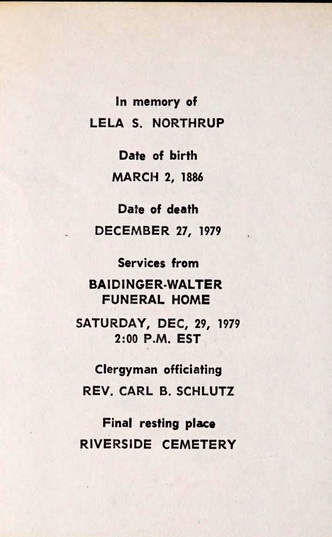 In memory of
LELA S. NORTHRUP
Date of birth
MARCH 2, 1886
Date of death
DECEMBER 27, 1979
Services from
BAIDINGER-WALTER
FUNERAL HOME
SATURDAY, DEC, 29, 1979
2:00 P.M. EST
Clergyman officiating
REV. CARL B. SCHLUTZ
Final resting place
RIVERSIDE CEMETERY